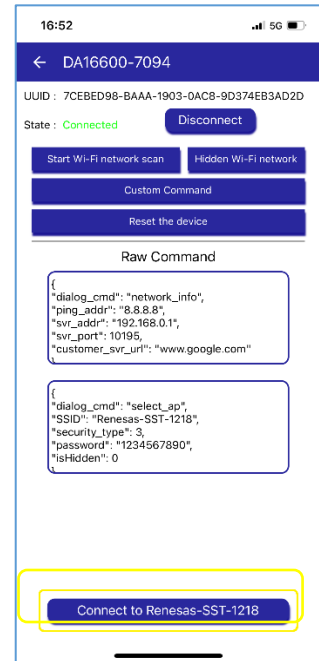 16:52
5G
← DA16600-7094
UUID : 7CEBED98-BAAA-1903-0AC8-9D374EB3AD2D
State : Connected
Disconnect
Start Wi-Fi network scan
Hidden Wi-Fi network
Custom Command
Reset the device
Raw Command
{
"dialog_cmd": "network_info",
"ping_addr": "8.8.8.8",
"svr_addr": "192.168.0.1",
"svr_port": 10195,
"customer_svr_url": "www.google.com"
}
{
"dialog_cmd": "select_ap",
"SSID": "Renesas-SST-1218",
"security_type": 3,
"password": "1234567890",
"isHidden": 0
}
Connect to Renesas-SST-1218